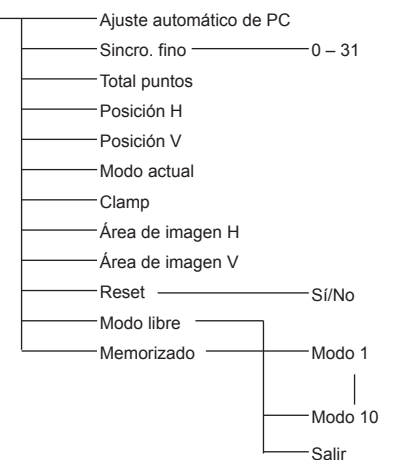 Ajuste automático de PC
Sincro. fino 0 – 31
Total puntos
Posición H
Posición V
Modo actual
Clamp
Área de imagen H
Área de imagen V
Reset Sí/No
Modo libre
Memorizado Modo 1
Modo 10
Salir